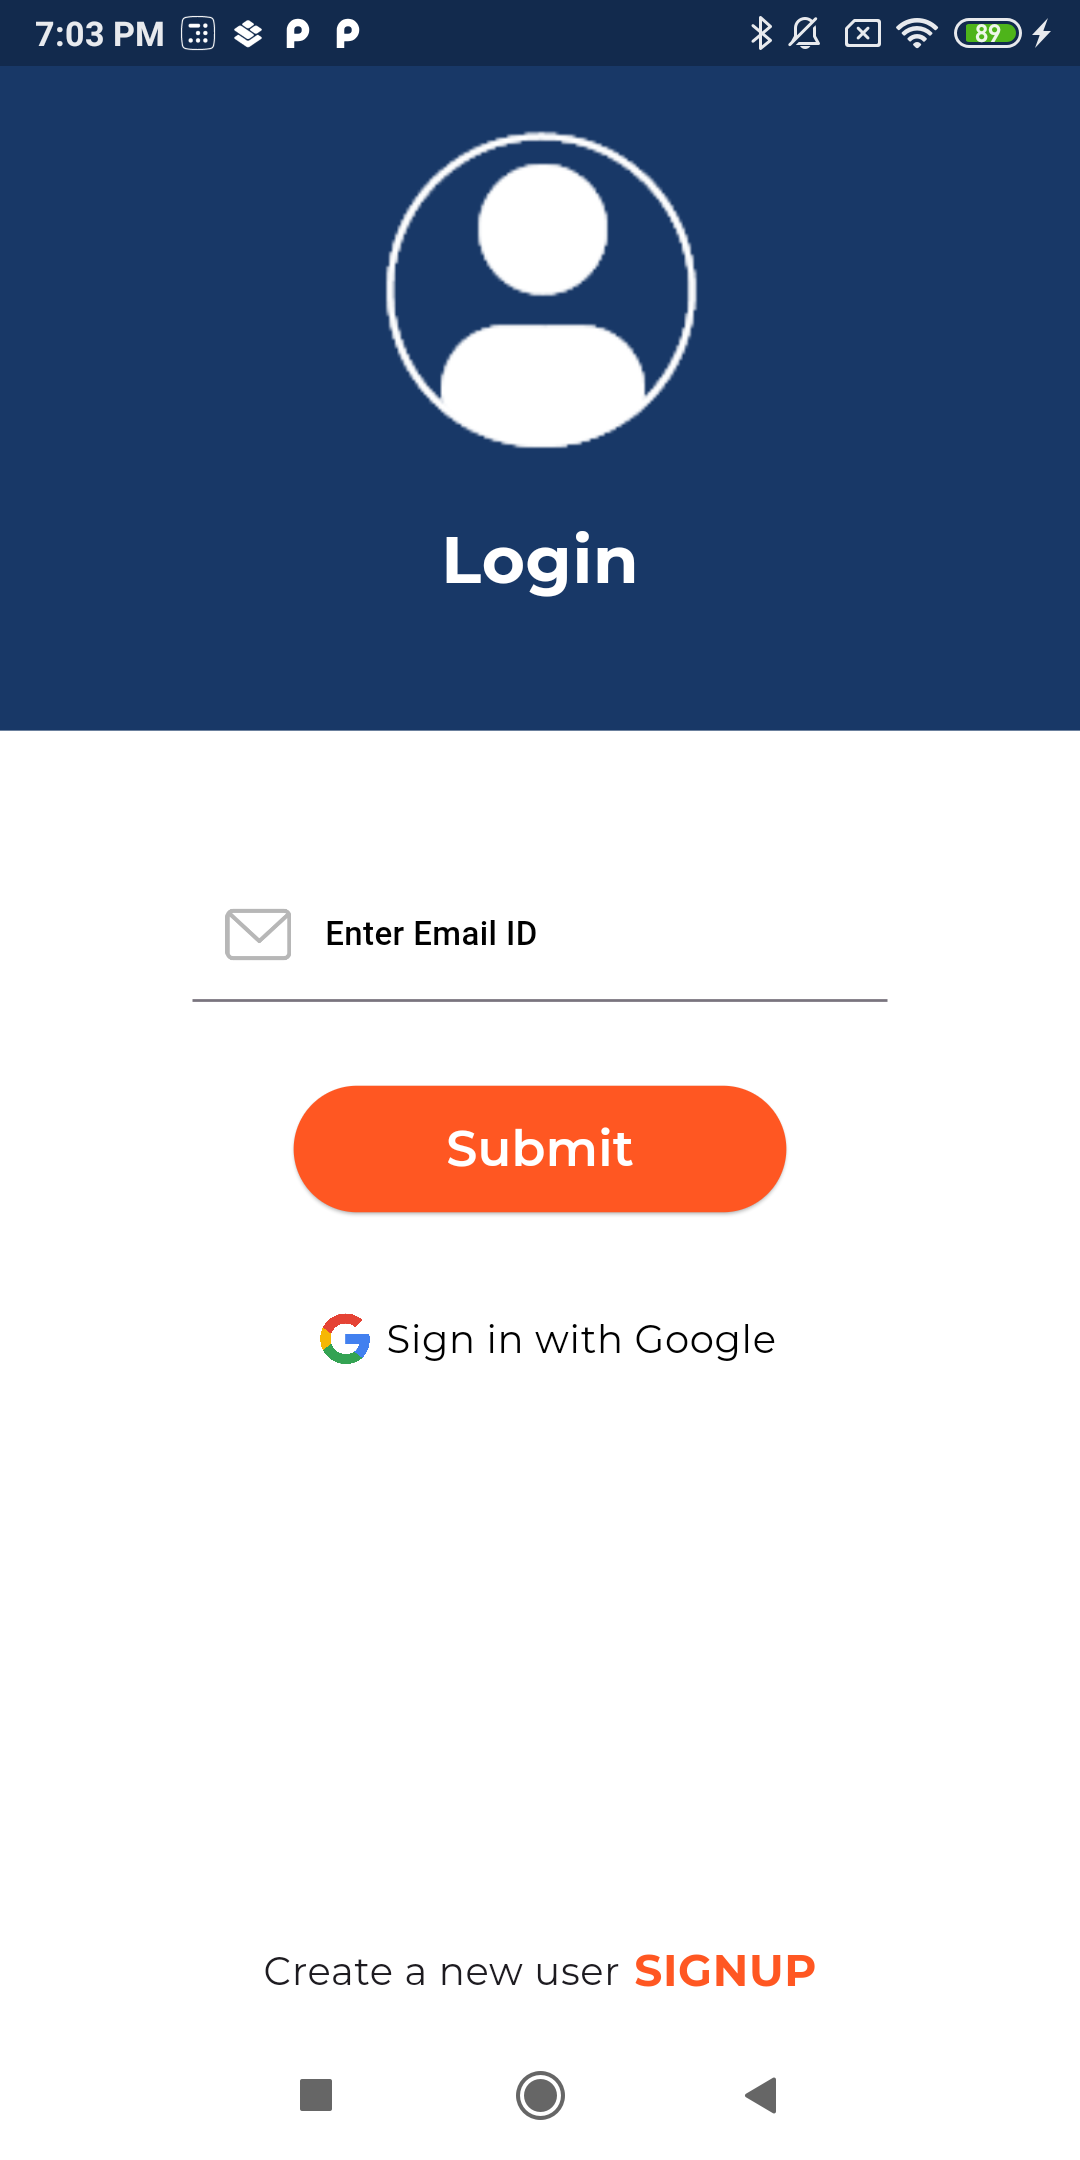 7:03 PM 89
Login
Enter Email ID
Submit
Sign in with Google
Create a new user SIGNUP